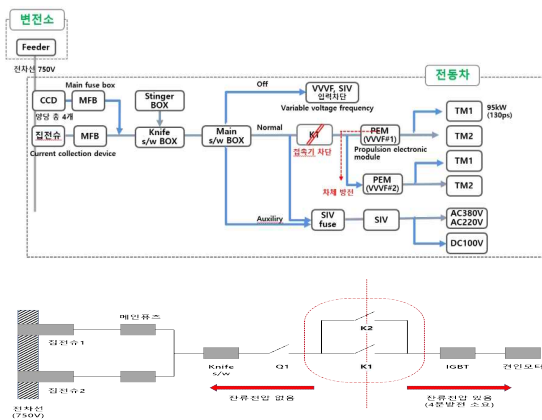 변전소
Feeder
전차선 750V
전동차
Main fuse box
CCD
MFB
양당 총 4개
집전슈
MFB
Current collection device
Stinger
BOX
Knife
s/w BOX
Main
s/w BOX
Off
VVVF, SIV
입력차단
Variable voltage frequency
Normal
K1
접속기 차단
PEM
(VVVF#1)
Propulsion electronic
module
자체 방전
PEM
(VVVF#2)
TM1
95kW
(130ps)
TM2
TM1
TM2
Auxiliry
SIV
fuse
SIV
AC380V
AC220V
DC100V
메인퓨즈
집전슈1
집전슈2
전차선
(750V)
Knife
s/w
Q1
K2
K1
IGBT
견인모터
잔류전압 없음
잔류전압 있음
(4분방전 소요)